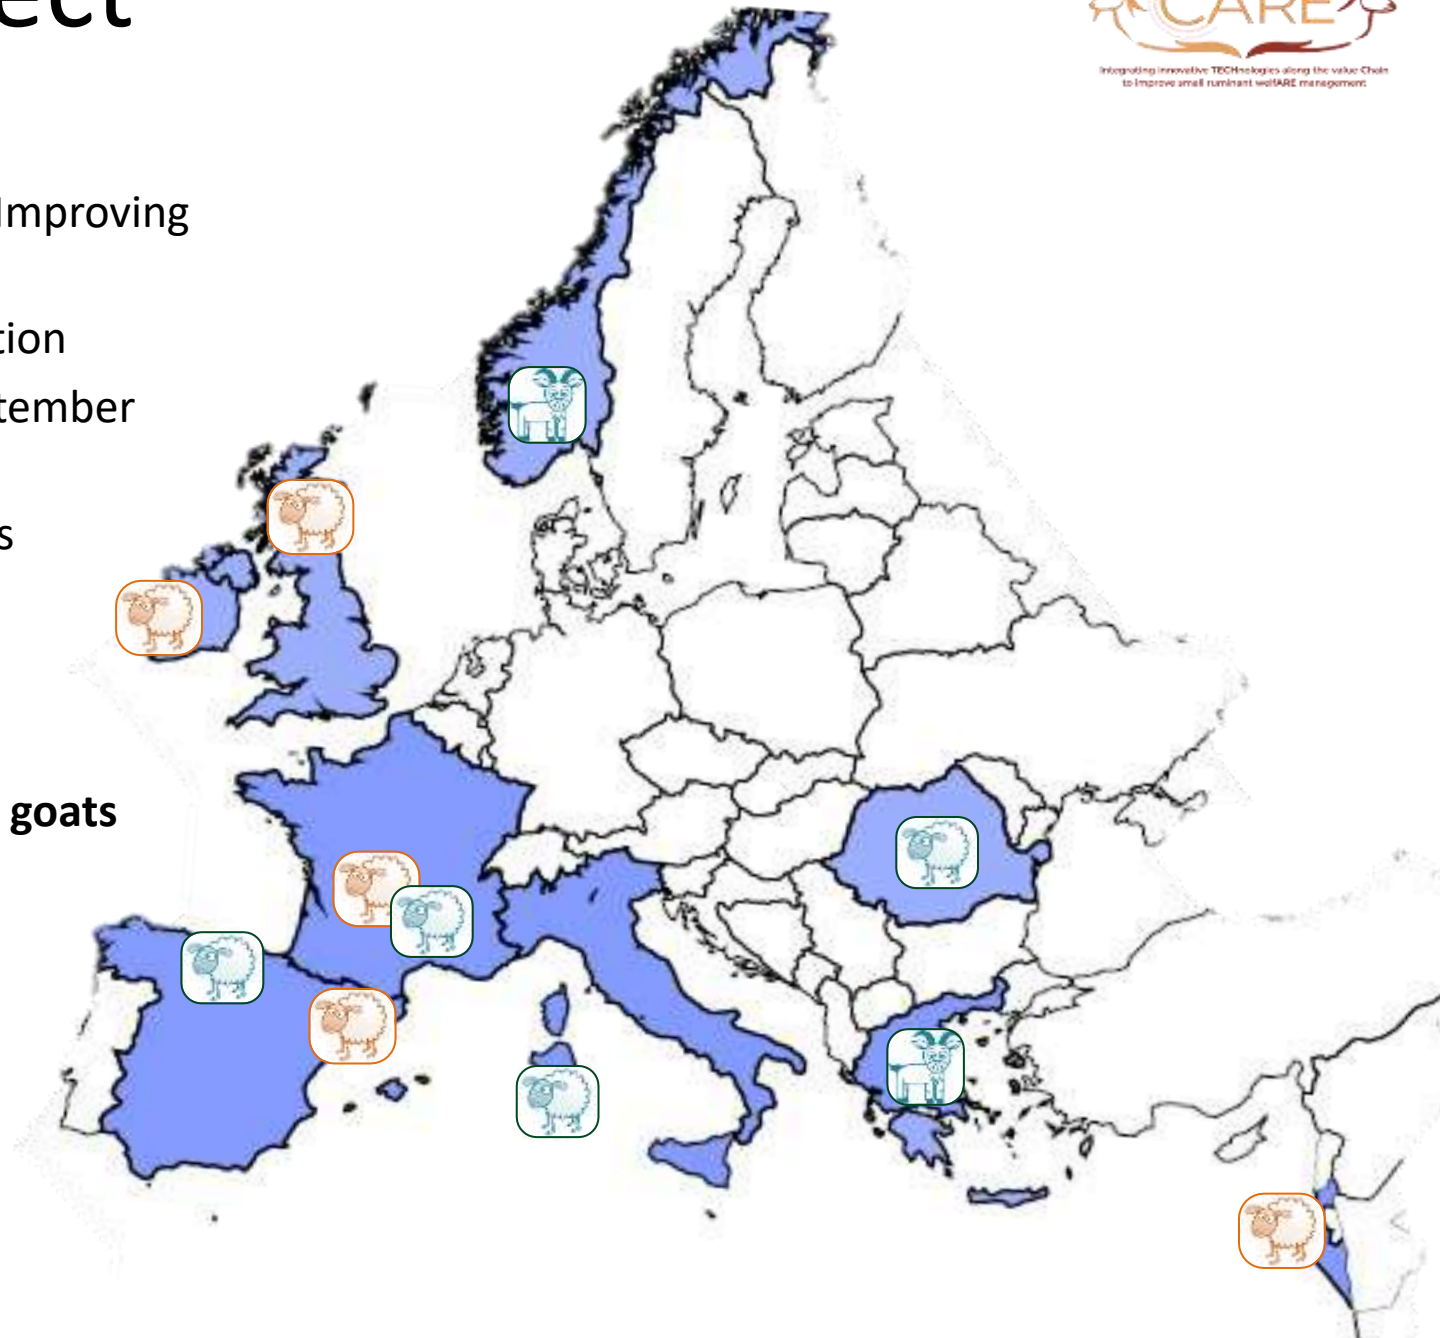 ect
CARE
Integrating innovative TECHnologies along the value Chain
to improve small ruminant welfARE management
Improving
tion
tember
s
goats